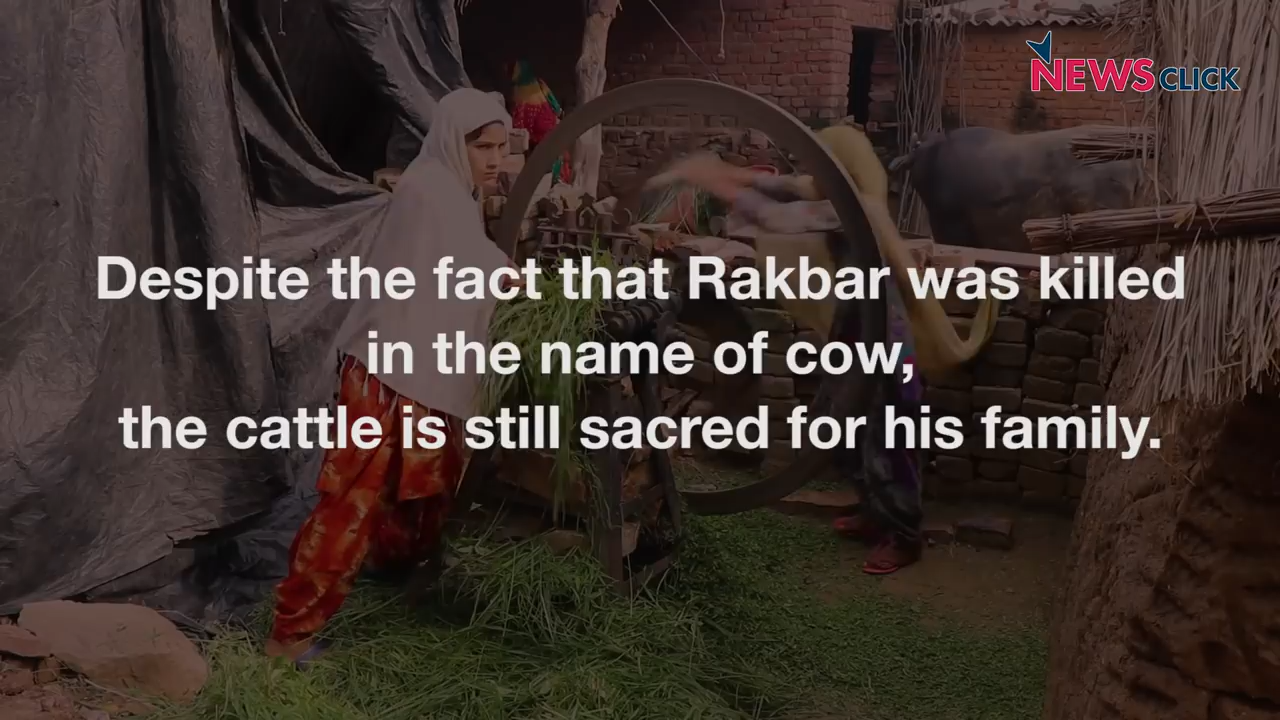 NEWSCLICK
Despite the fact that Rakbar was killed
in the name of cow,
the cattle is still sacred for his family.